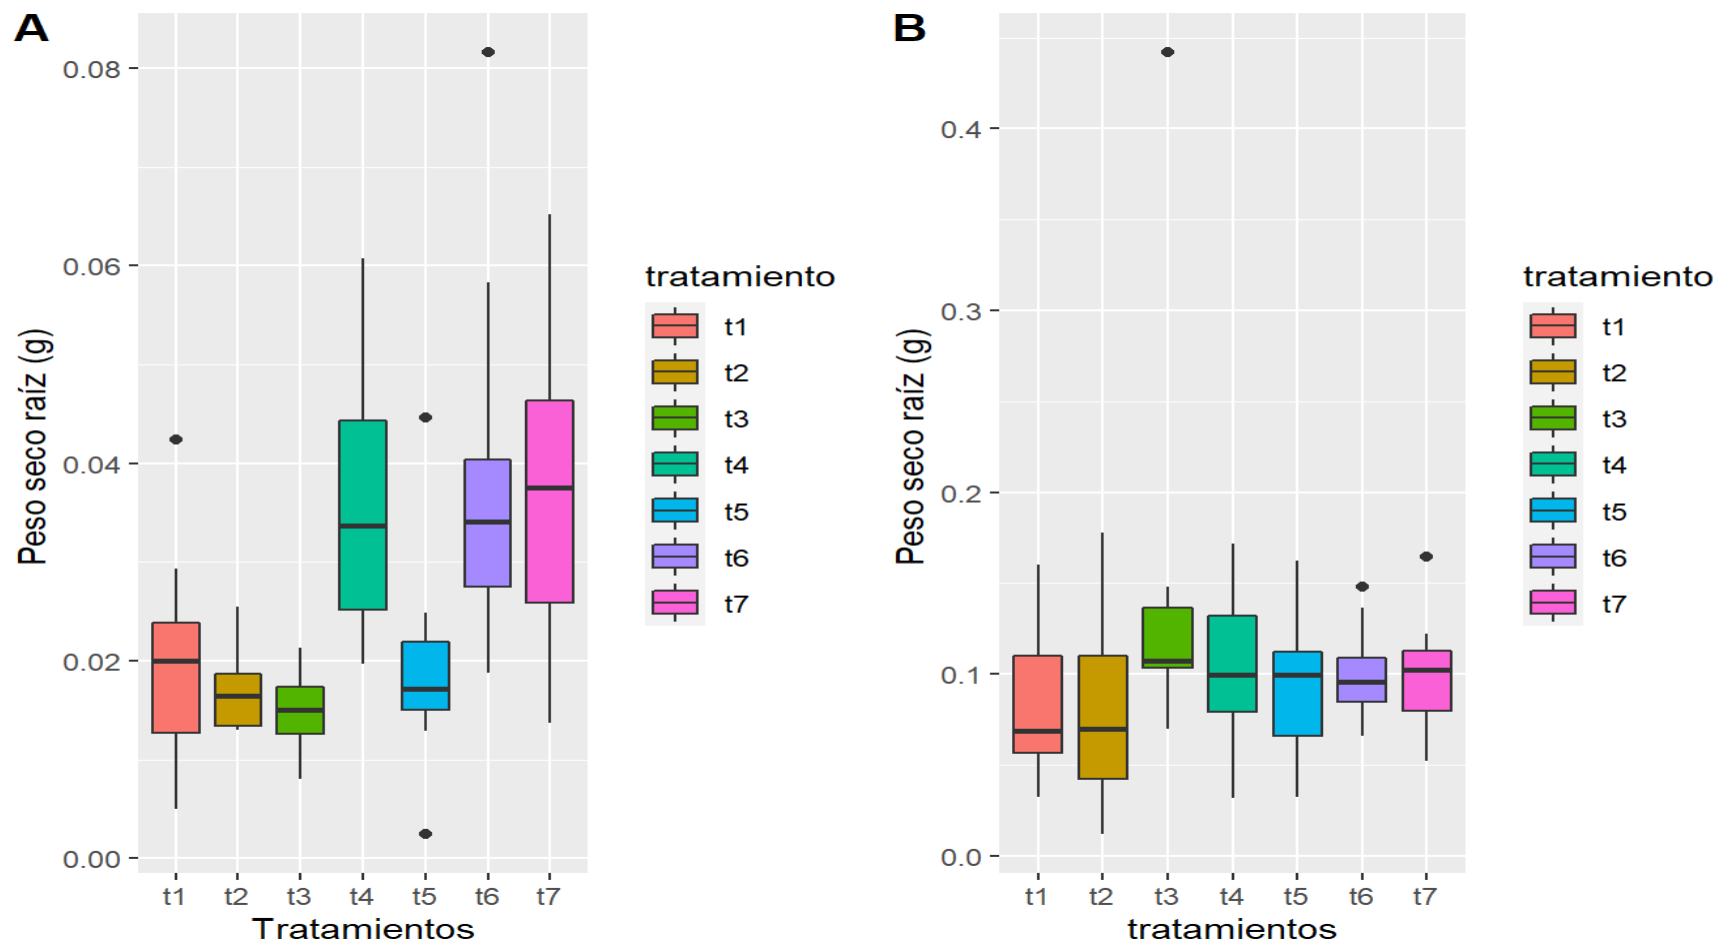 A
Peso seco raíz (g)
0.08
0.06
0.04
0.02
0.00
t1 t2 t3 t4 t5 t6 t7
Tratamientos
tratamiento
t1
t2
t3
t4
t5
t6
t7
B
Peso seco raíz (g)
0.4
0.3
0.2
0.1
0.0
t1 t2 t3 t4 t5 t6 t7
tratamientos
tratamiento
t1
t2
t3
t4
t5
t6
t7